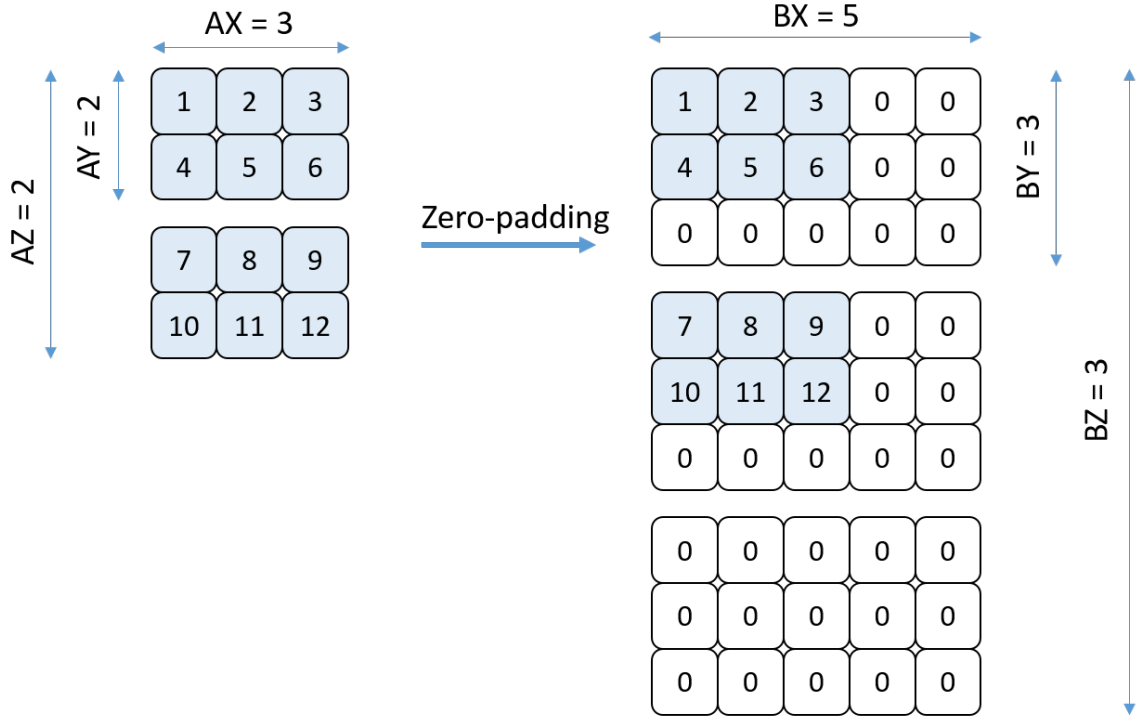 AX = 3
AZ = 2
AY = 2
1 2 3
4 5 6
7 8 9
10 11 12
Zero-padding
BX = 5
1 2 3 0 0
4 5 6 0 0
0 0 0 0 0
7 8 9 0 0
10 11 12 0 0
0 0 0 0 0
0 0 0 0 0
0 0 0 0 0
0 0 0 0 0
BY = 3
BZ = 3